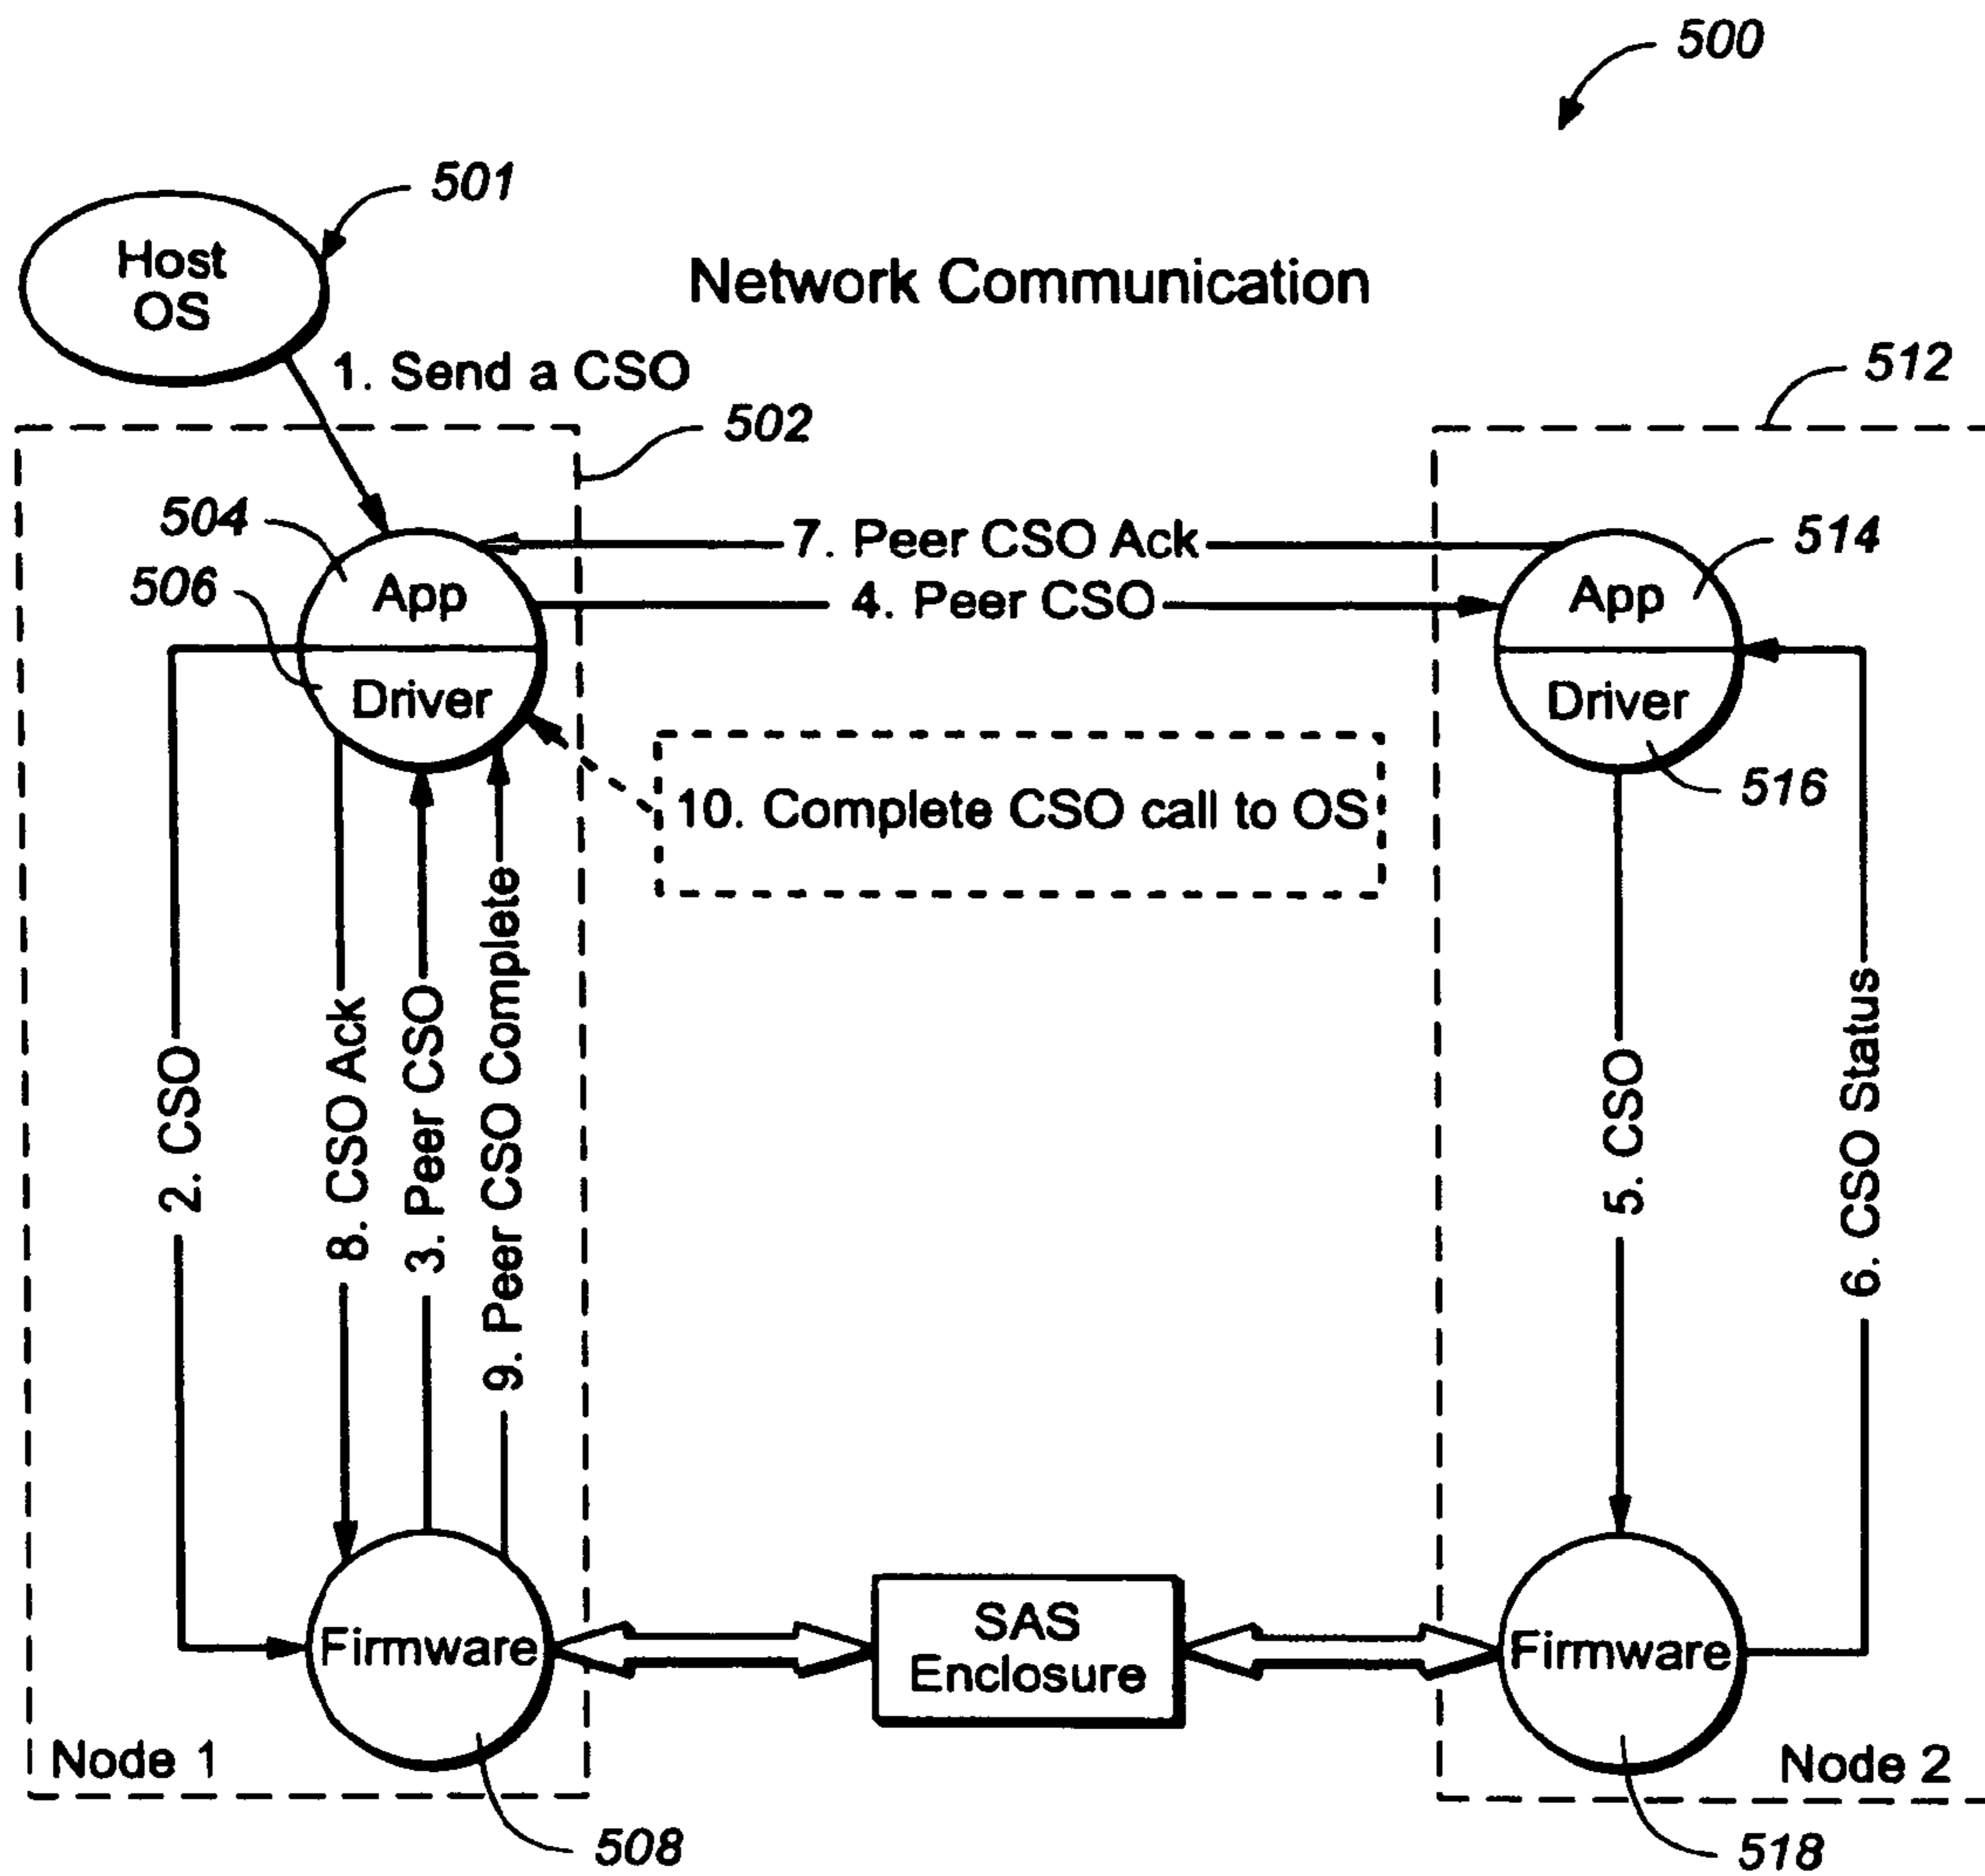 500
501
Host
OS
Network Communication
1. Send a CSO
502
512
504
506
App
Driver
7. Peer CSO Ack
4. Peer CSO
514
App
Driver
516
10. Complete CSO call to OS
2. CSO
8. CSO Ack
3. Peer CSO
9. Peer CSO Complete
5. CSO
6. CSO Status
Firmware
SAS
Enclosure
Firmware
Node 1
Node 2
508
518